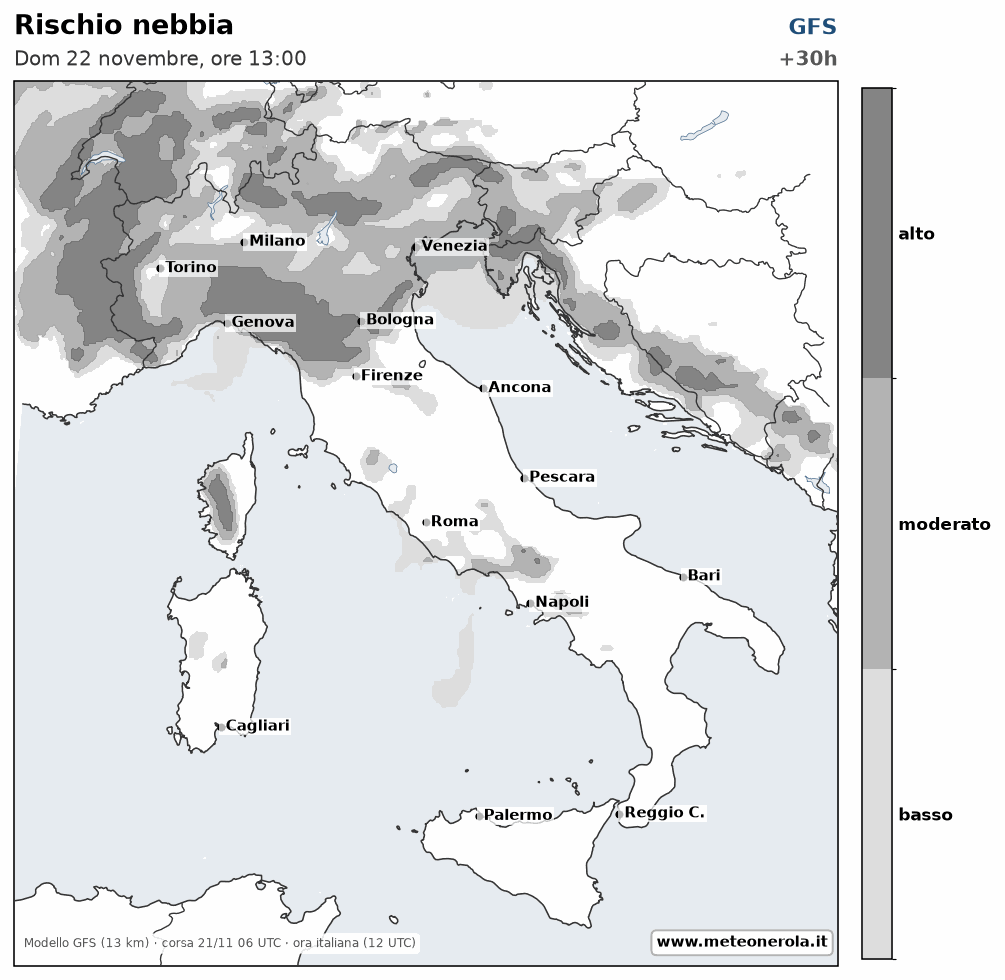 Rischio nebbia
GFS
Dom 22 novembre, ore 13:00
+30h
alto
Milano
Venezia
Torino
Genova
Bologna
Firenze
Ancona
Pescara
Roma
moderato
Bari
Napoli
Cagliari
Palermo
Reggio C.
basso
Modello GFS (13 km) · corsa 21/11 06 UTC · ora italiana (12 UTC)
www.meteonerola.it